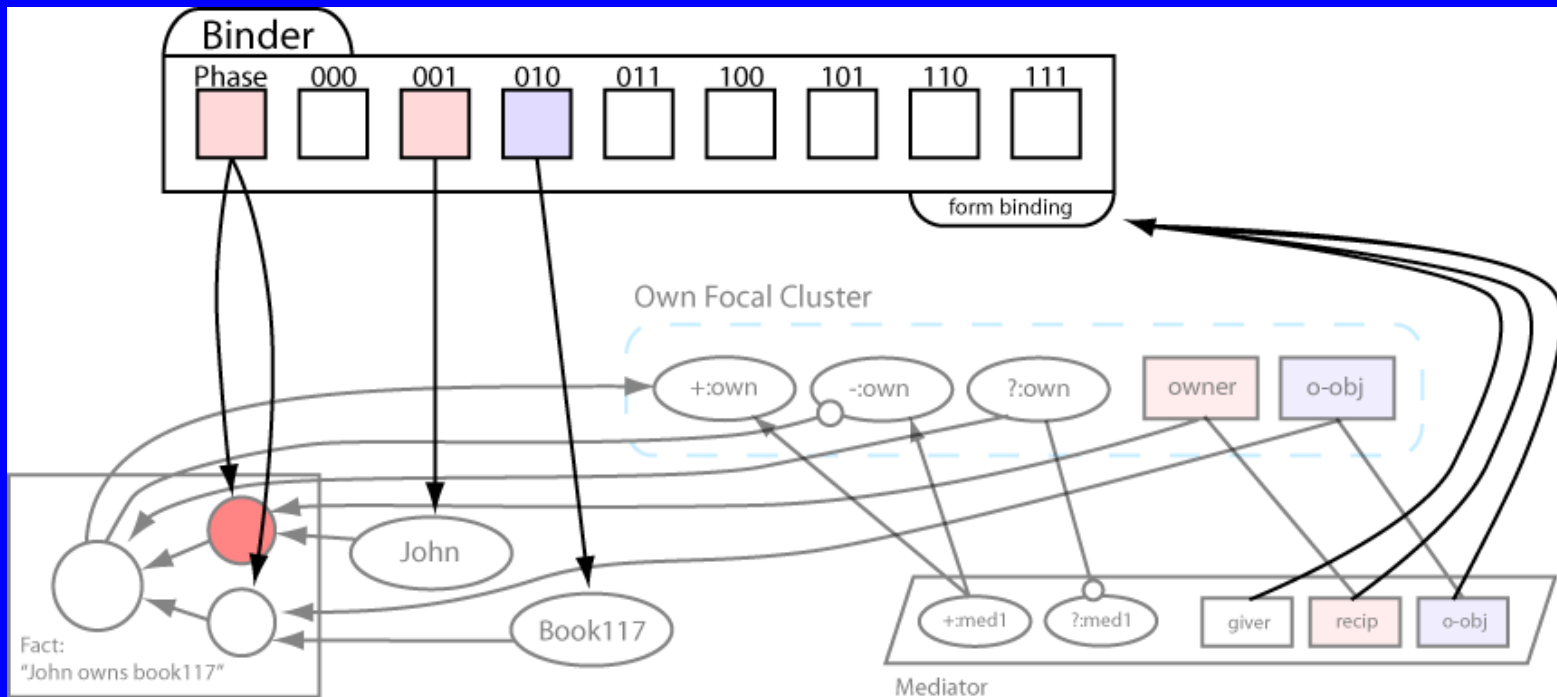 Binder
Phase 000 001 010 011 100 101 110 111
form binding
Own Focal Cluster
+:own -:own ?:own owner o-obj
John
Book117
+:med1 ?:med1 giver recip o-obj
Fact:
"John owns book117"
Mediator